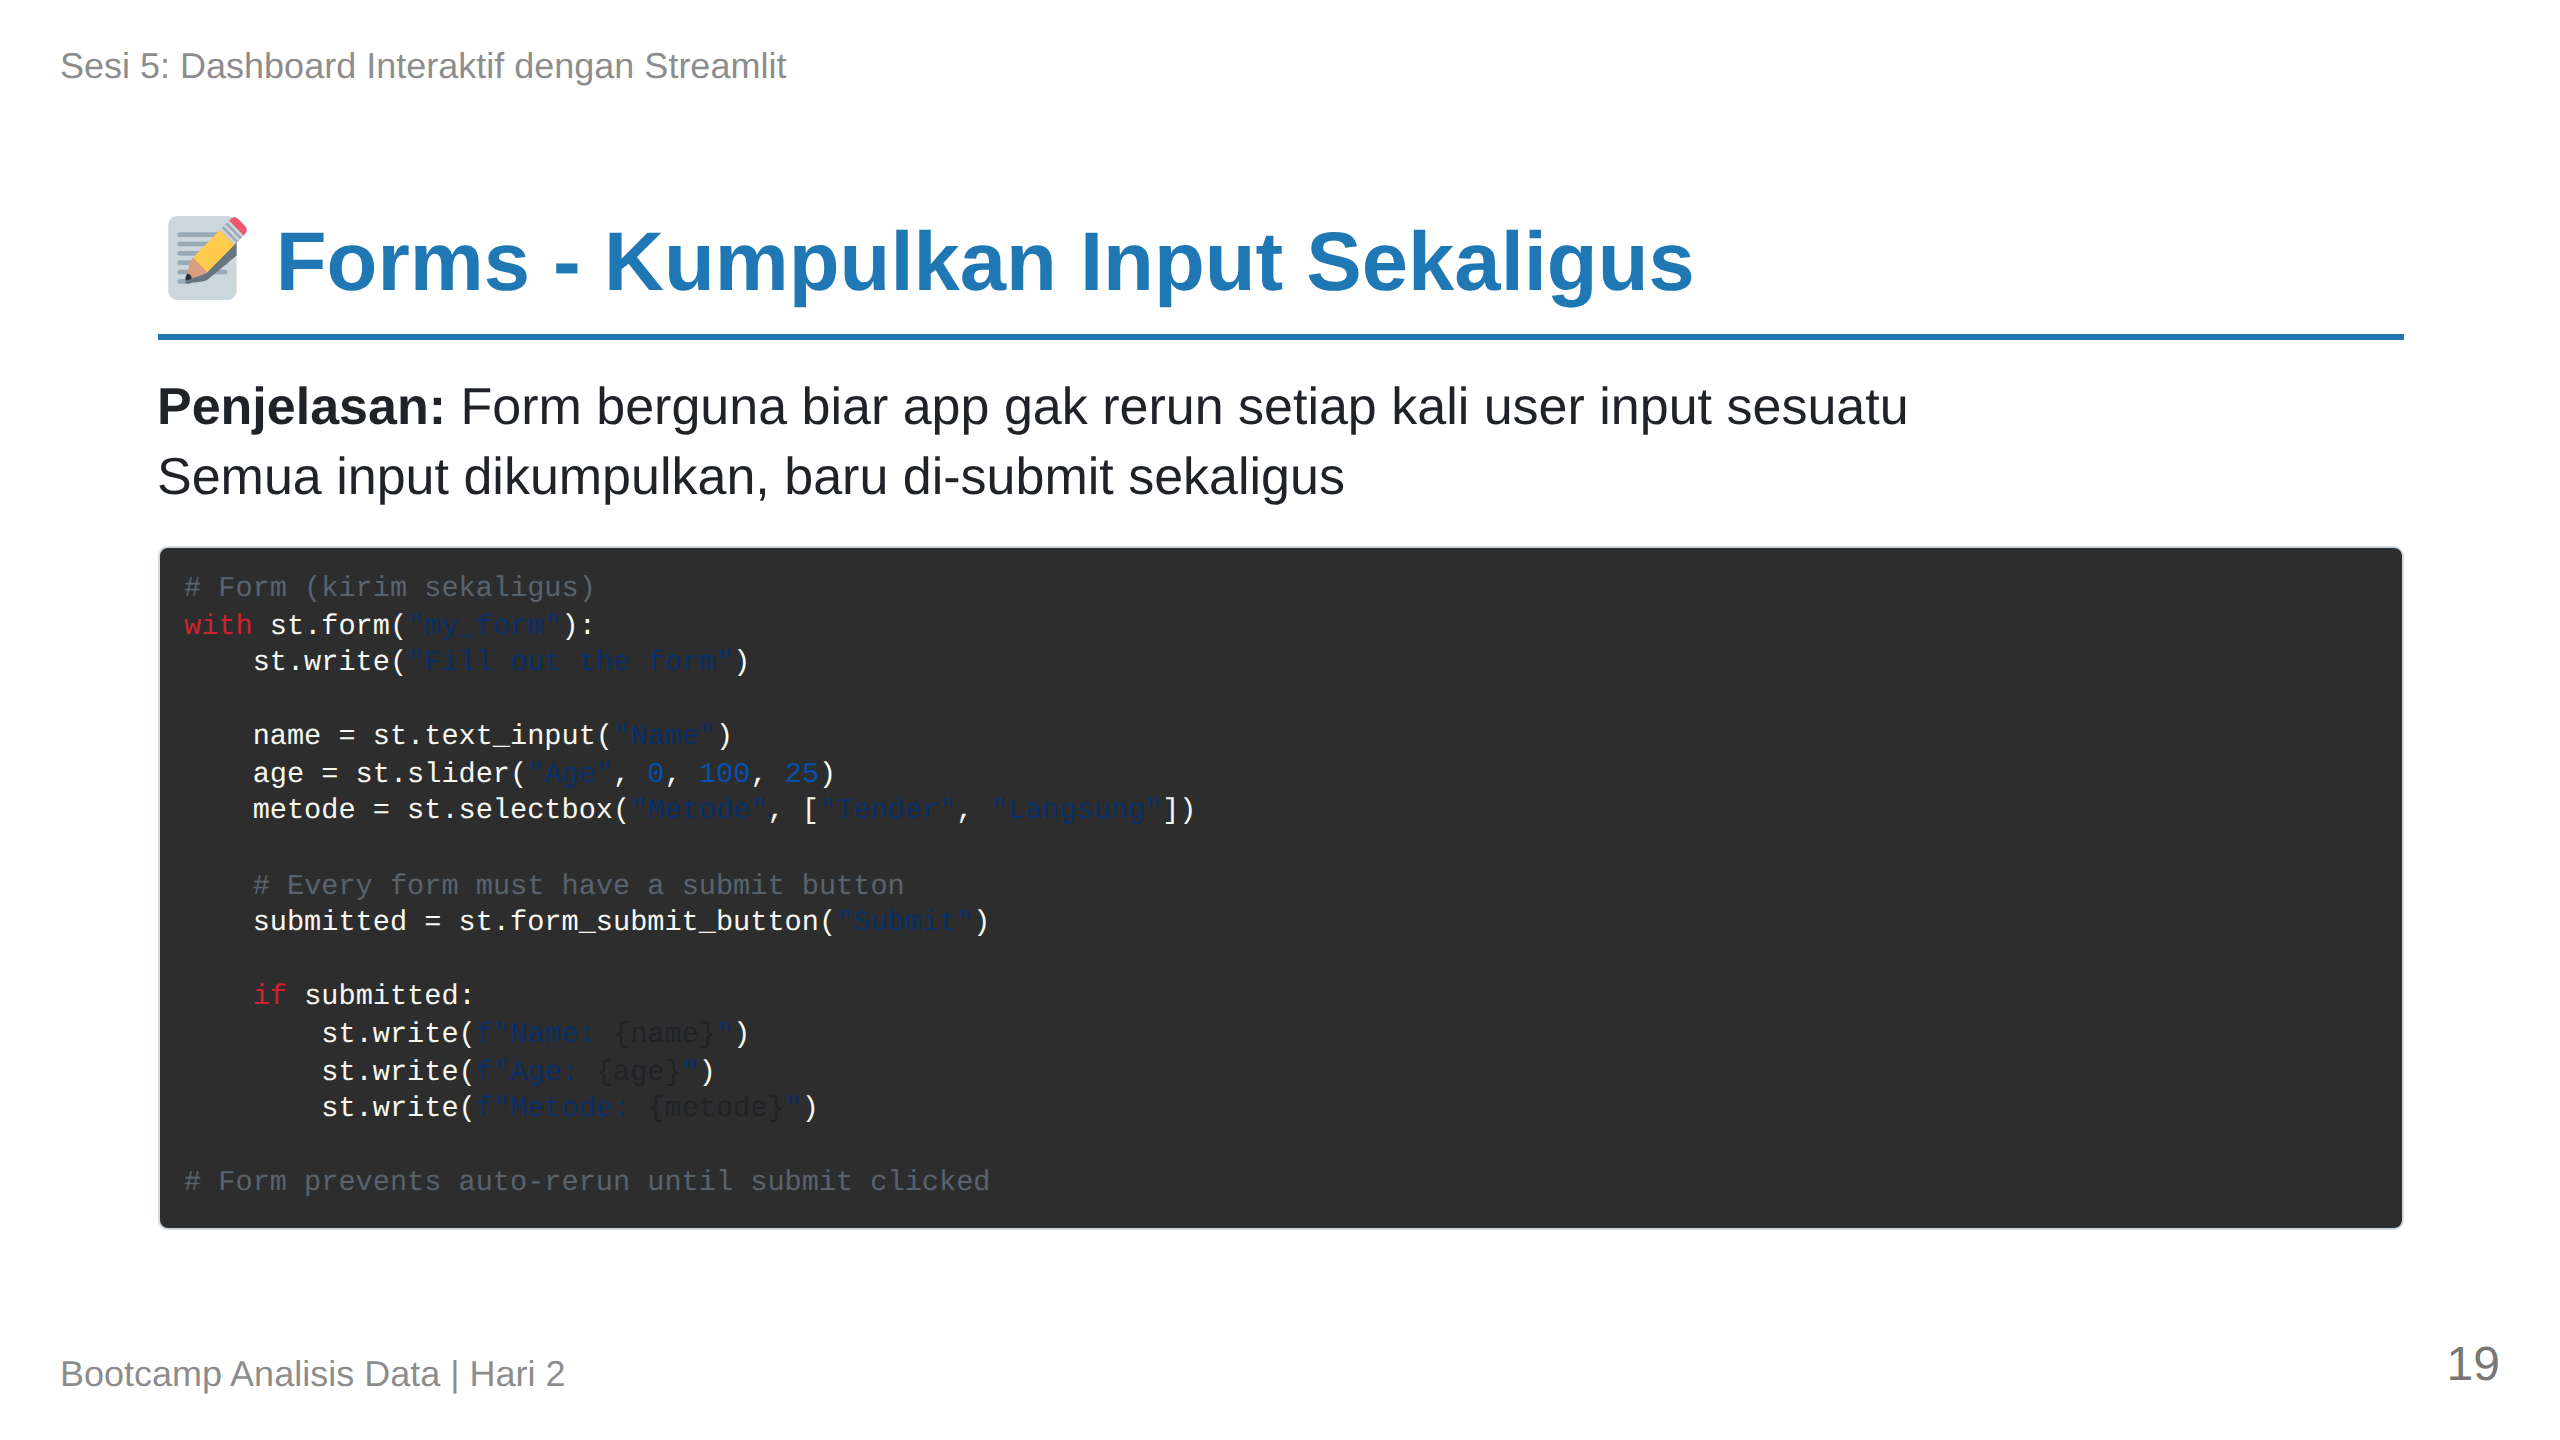 Sesi 5: Dashboard Interaktif dengan Streamlit
Forms - Kumpulkan Input Sekaligus
Penjelasan: Form berguna biar app gak rerun setiap kali user input sesuatu
Semua input dikumpulkan, baru di-submit sekaligus
# Form (kirim sekaligus)
with st.form("my_form"):
    st.write("Fill out the form")
    name = st.text_input("Name")
    age = st.slider("Age", 0, 100, 25)
    metode = st.selectbox("Metode", ["Tender", "Langsung"])
    # Every form must have a submit button
    submitted = st.form_submit_button("Submit")
    if submitted:
        st.write(f"Name: {name}")
        st.write(f"Age: {age}")
        st.write(f"Metode: {metode}")
# Form prevents auto-rerun until submit clicked
Bootcamp Analisis Data | Hari 2
19